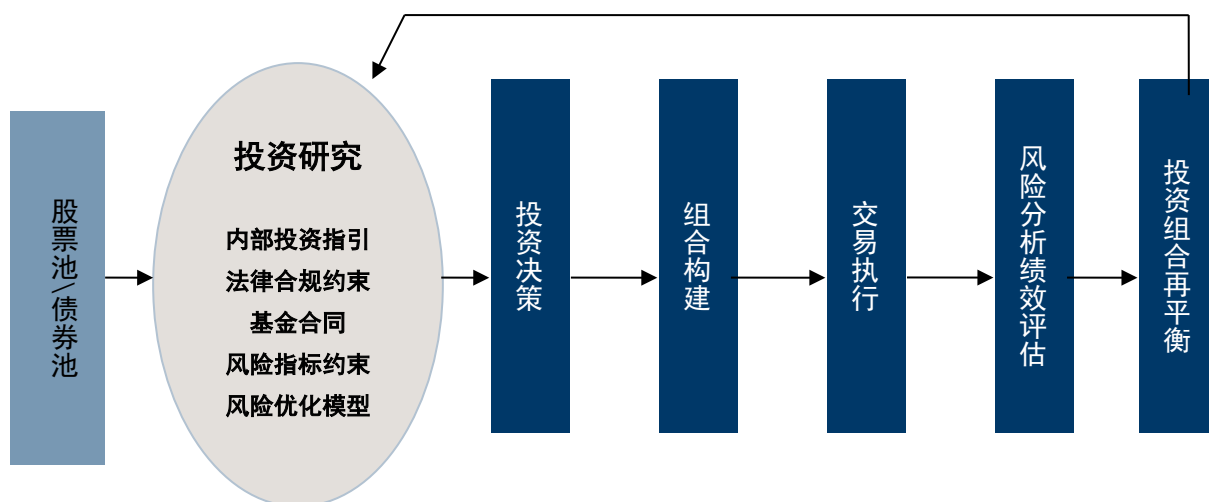 股票池/债券池
投资研究
内部投资指引
法律合规约束
基金合同
风险指标约束
风险优化模型
投资决策
组合构建
交易执行
风险分析绩效评估
投资组合再平衡